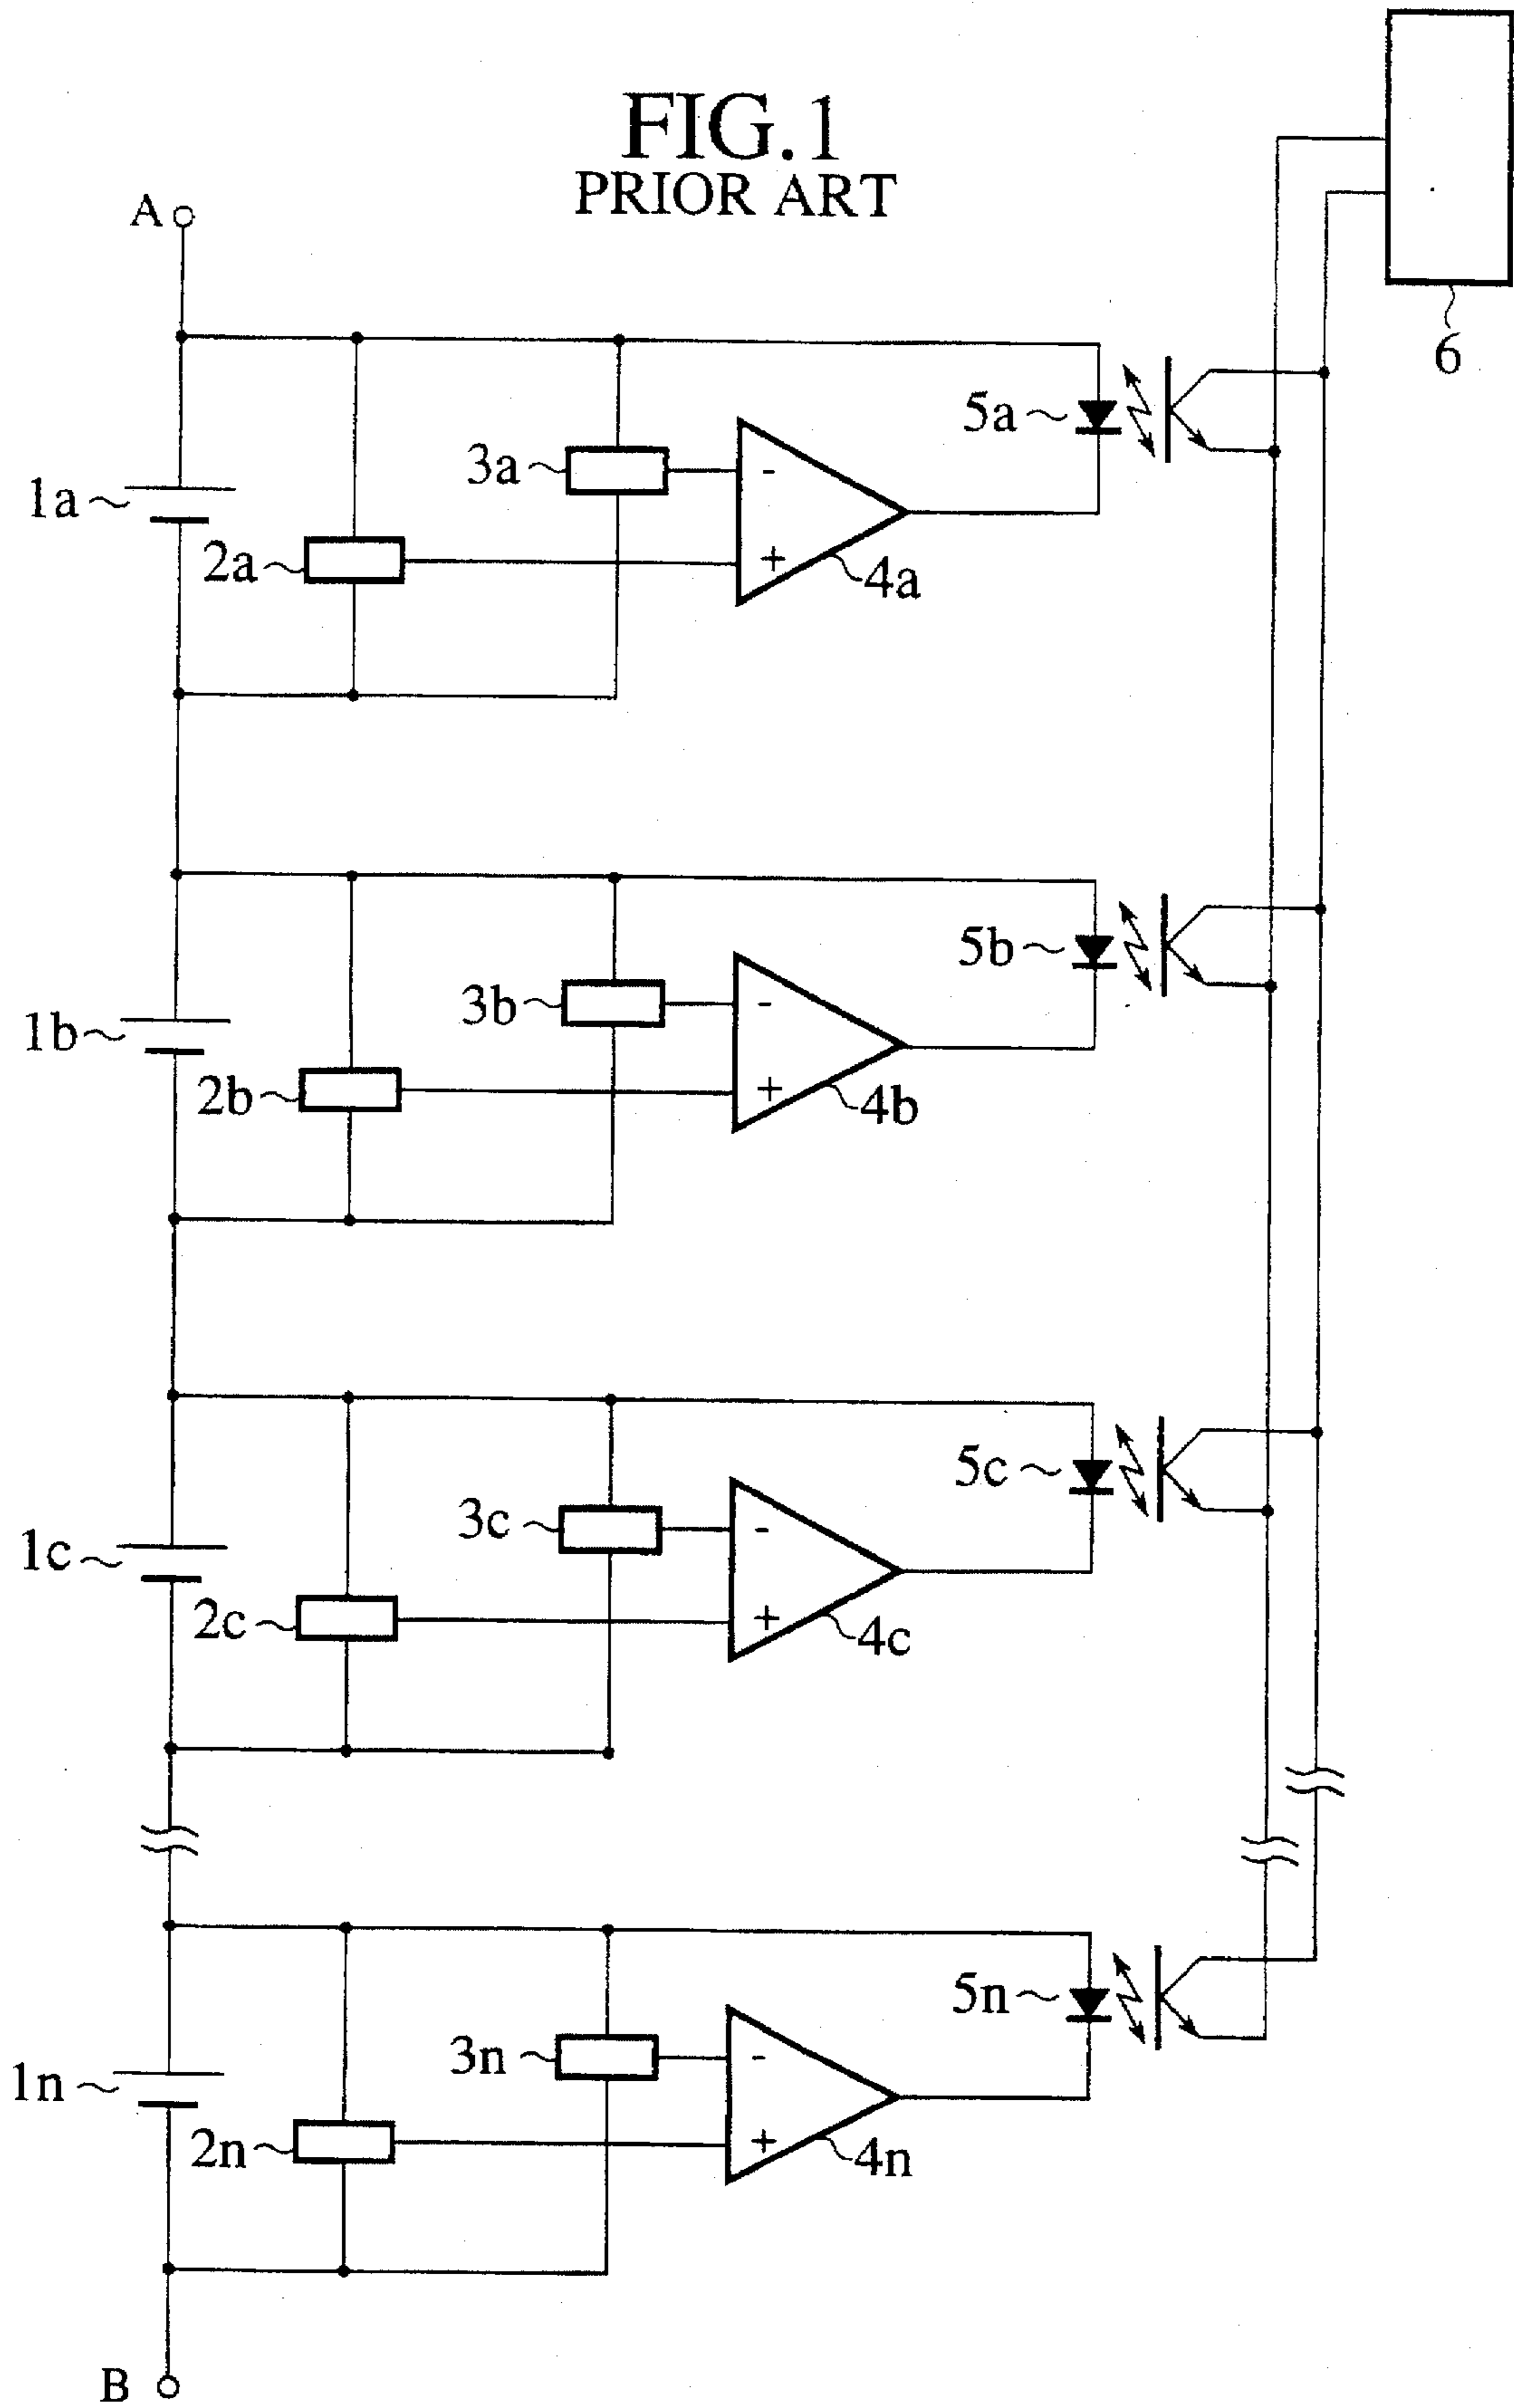 FIG.1
PRIOR ART
A
6
5a
3a
-
1a
2a
+
4a
5b
3b
-
1b
2b
+
4b
5c
3c
-
1c
2c
+
4c
5n
3n
-
1n
2n
+
4n
B